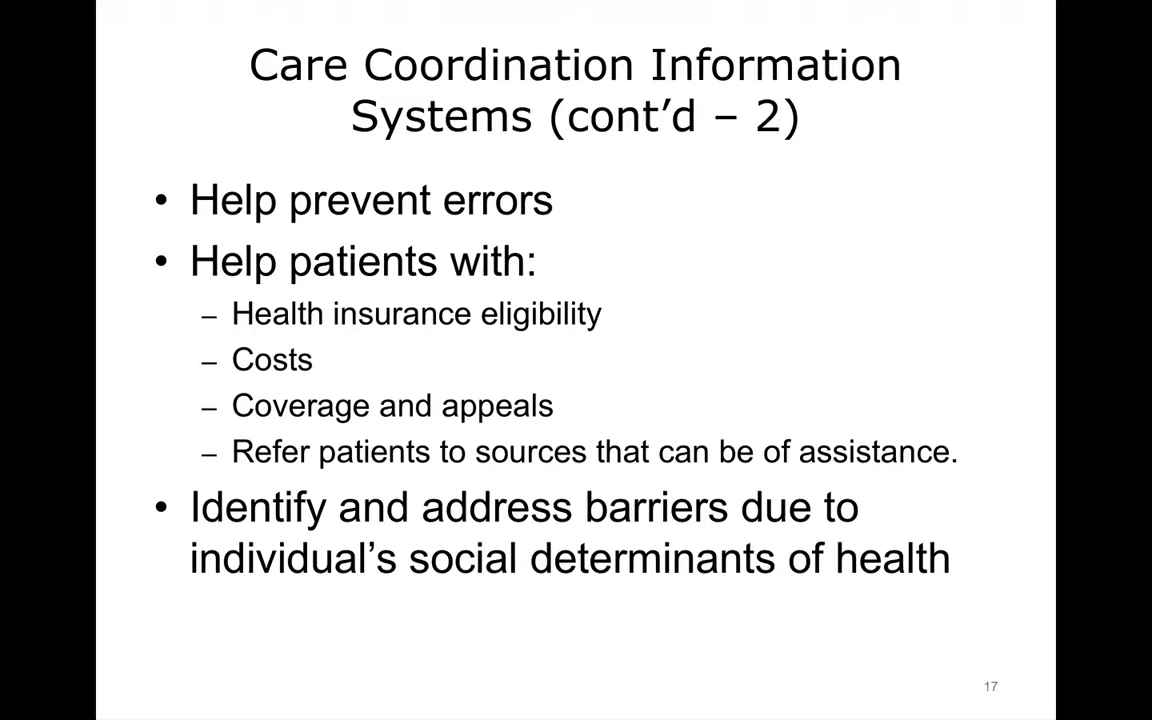 Care Coordination Information
Systems (cont’d – 2)
• Help prevent errors
• Help patients with:
– Health insurance eligibility
– Costs
– Coverage and appeals
– Refer patients to sources that can be of assistance.
• Identify and address barriers due to
individual’s social determinants of health
17